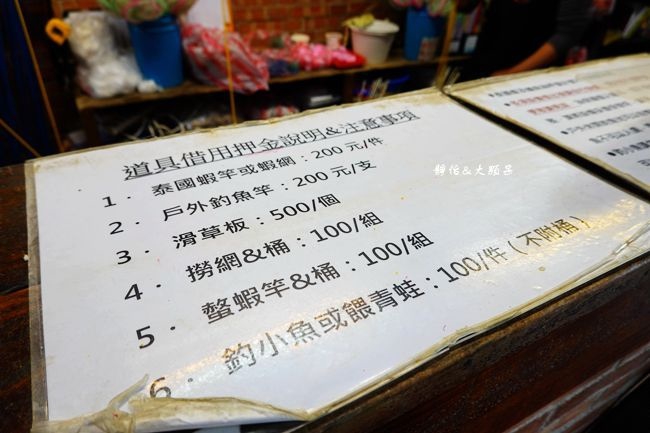 道具借用押金說明&注意事項
1. 泰國蝦竿或蝦網：200元/件
2. 戶外釣魚竿：200元/支
3. 滑草板：500/個
4. 撈網&桶：100/組
5. 螯蝦竿&桶：100/組
6. 釣小魚或餵青蛙：100/件（不附桶）
靜怡&大顆呆